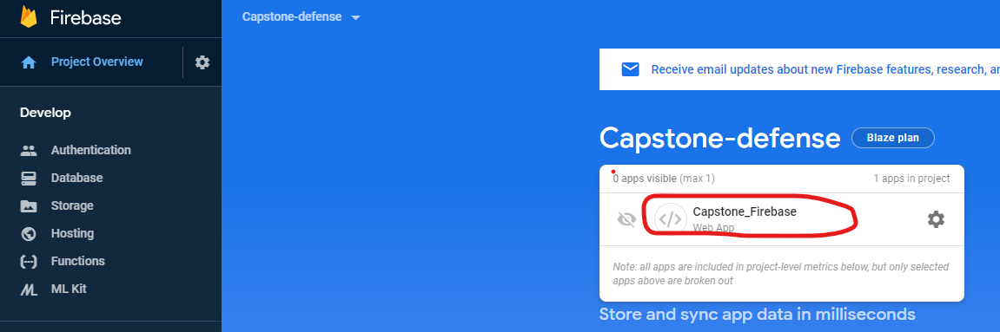 Firebase
Capstone-defense
Project Overview
Receive email updates about new Firebase features, research, an
Develop
Authentication
Database
Storage
Hosting
Functions
ML Kit
Capstone-defense
Blaze plan
0 apps visible (max 1)
1 apps in project
Capstone_Firebase
Web App
Note: all apps are included in project-level metrics below, but only selected
apps above are broken out
Store and sync app data in milliseconds